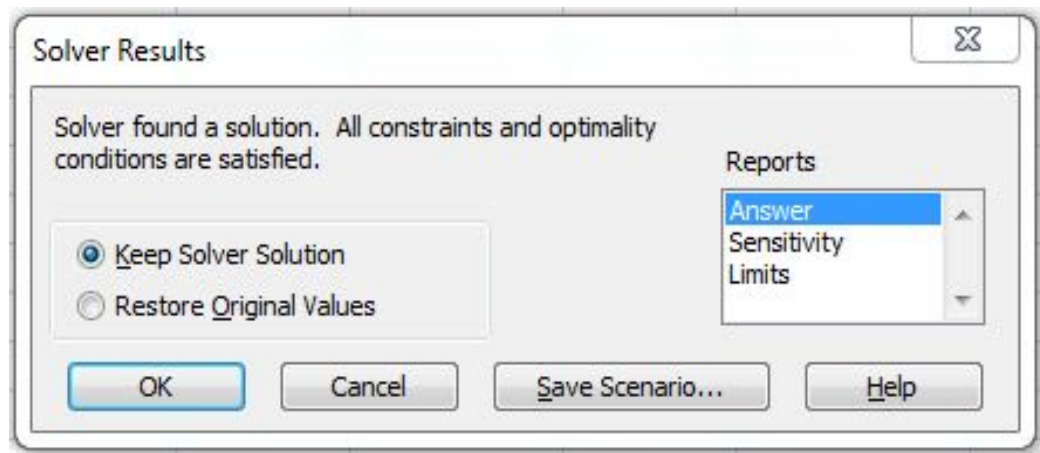 Solver Results
Solver found a solution.  All constraints and optimality
conditions are satisfied.
Reports
Answer
Sensitivity
Limits
Keep Solver Solution
Restore Original Values
OK
Cancel
Save Scenario...
Help